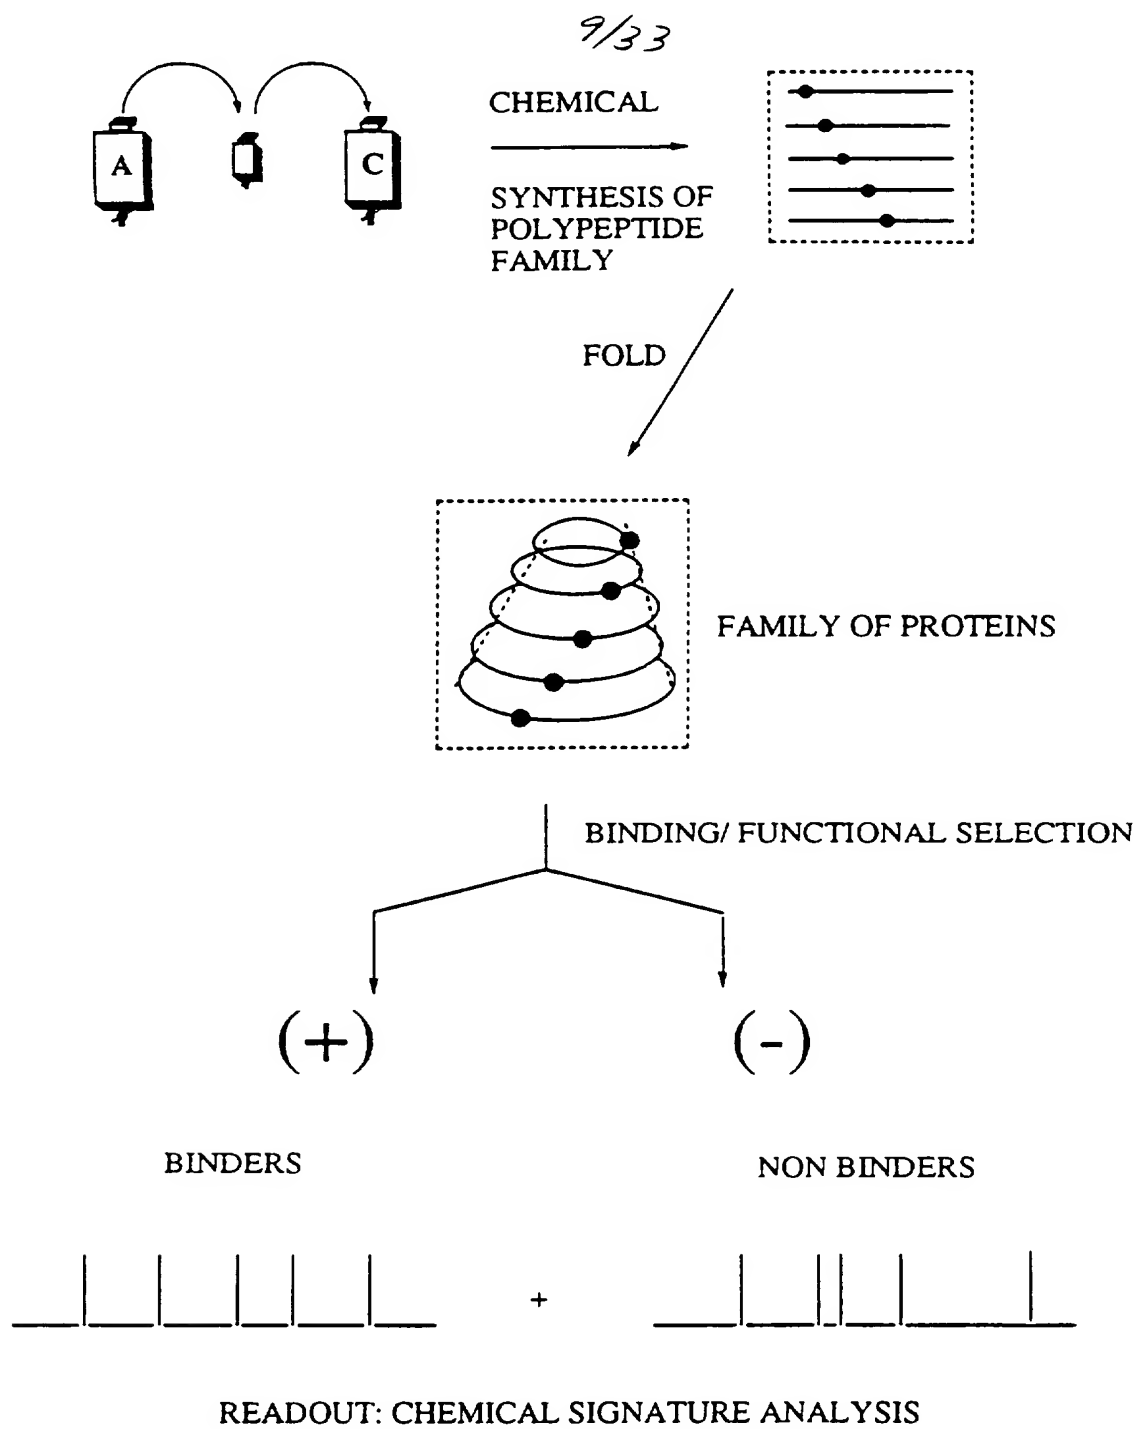 9/33
A
C
CHEMICAL
SYNTHESIS OF
POLYPEPTIDE
FAMILY
FOLD
FAMILY OF PROTEINS
BINDING/ FUNCTIONAL SELECTION
(+)
(-)
BINDERS
NON BINDERS
+
READOUT: CHEMICAL SIGNATURE ANALYSIS